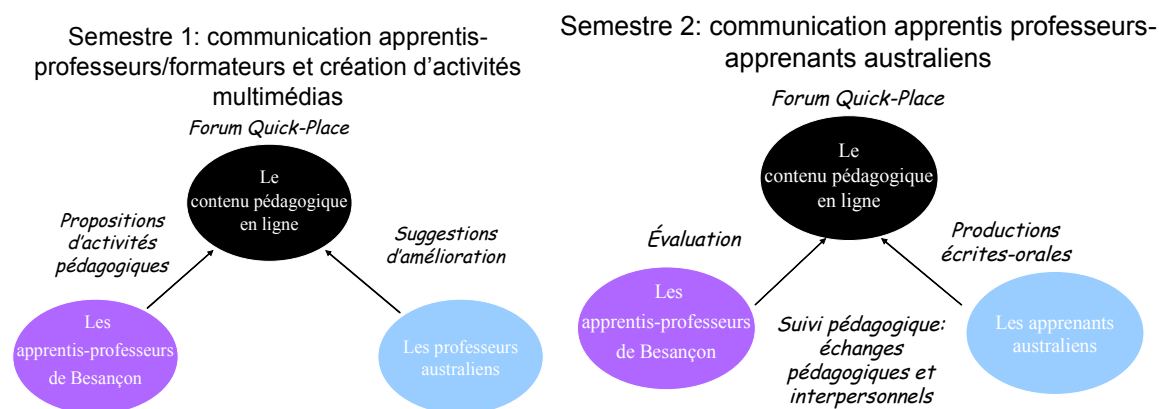 Semestre 1: communication apprentis-
professeurs/formateurs et création d'activités
multimédias
Forum Quick-Place
Le
contenu pédagogique
en ligne
Propositions
d'activités
pédagogiques
Suggestions
d'amélioration
Les
apprentis-professeurs
de Besançon
Les professeurs
australiens
Semestre 2: communication apprentis professeurs-
apprenants australiens
Forum Quick-Place
Le
contenu pédagogique
en ligne
Évaluation
Productions
écrites-orales
Les
apprentis-professeurs
de Besançon
Suivi pédagogique:
échanges
pédagogiques et
interpersonnels
Les apprenants
australiens